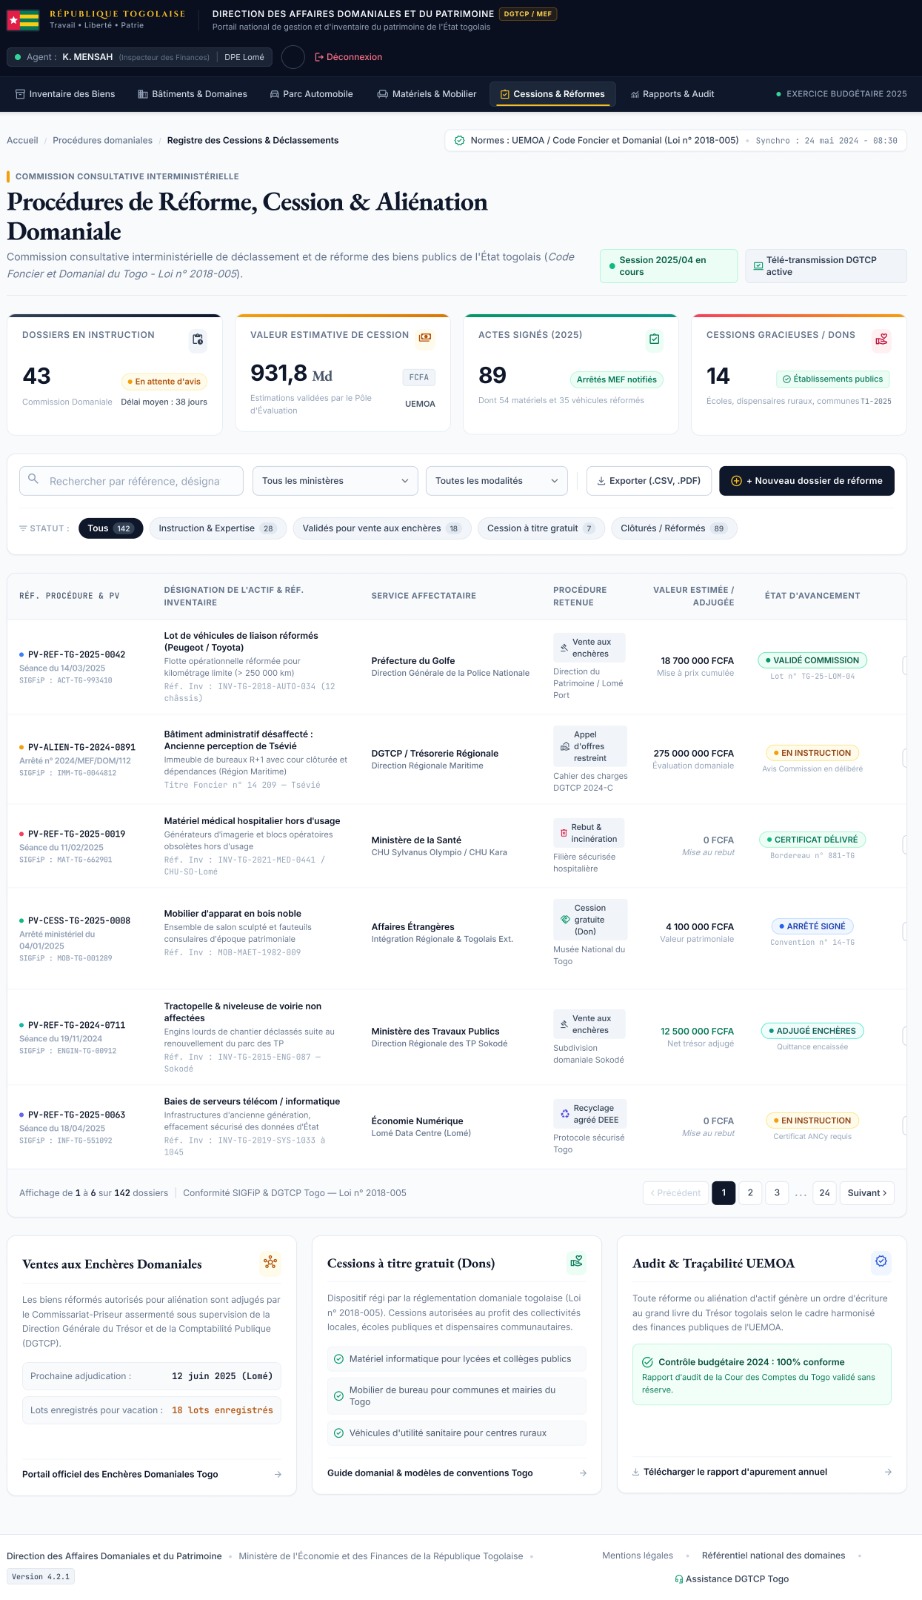 RÉPUBLIQUE TOGOLAISE
Travail • Liberté • Patrie
DIRECTION DES AFFAIRES DOMANIALES ET DU PATRIMOINE DGTCP / MEF
Portail national de gestion et d'inventaire du patrimoine de l'État togolais
Agent : K. MENSAH (Inspecteur des Finances) | DPE Lomé
Déconnexion
Inventaire des Biens
Bâtiments & Domaines
Parc Automobile
Matériels & Mobilier
Cessions & Réformes
Rapports & Audit
EXERCICE BUDGÉTAIRE 2025
Accueil / Procédures domaniales / Registre des Cessions & Déclassements
Normes : UEMOA / Code Foncier et Domanial (Loi n° 2018-005) • Synchro : 24 mai 2024 - 08:30
COMMISSION CONSULTATIVE INTERMINISTÉRIELLE
Procédures de Réforme, Cession & Aliénation
Domaniale
Commission consultative interministérielle de déclassement et de réforme des biens publics de l'État togolais (Code
Foncier et Domanial du Togo - Loi n° 2018-005).
Session 2025/04 en
cours
Télé-transmission DGTCP
active
DOSSIERS EN INSTRUCTION
43
En attente d'avis
Commission Domaniale
Délai moyen : 38 jours
VALEUR ESTIMATIVE DE CESSION
931,8 Md
FCFA
Estimations validées par le Pôle
d'Évaluation
UEMOA
ACTES SIGNÉS (2025)
89
Arrêtés MEF notifiés
Dont 54 matériels et 35 véhicules réformés
CESSIONS GRACIEUSES / DONS
14
Établissements publics
Écoles, dispensaires ruraux, communes
T1-2025
Rechercher par référence, désigna
Tous les ministères
Toutes les modalités
Exporter (.CSV, .PDF)
+ Nouveau dossier de réforme
STATUT :
Tous 142
Instruction & Expertise 28
Validés pour vente aux enchères 18
Cession à titre gratuit 7
Clôturés / Réformés 89
RÉF. PROCÉDURE & PV
DÉSIGNATION DE L'ACTIF & RÉF.
INVENTAIRE
SERVICE AFFECTATAIRE
PROCÉDURE
RETENUE
VALEUR ESTIMÉE /
ADJUGÉE
ÉTAT D'AVANCEMENT
PV-REF-TG-2025-0042
Séance du 14/03/2025
SIGFiP : ACT-TG-993410
Lot de véhicules de liaison réformés
(Peugeot / Toyota)
Flotte opérationnelle réformée pour
kilométrage limite (> 250 000 km)
Réf. Inv : INV-TG-2018-AUTO-034 (12
châssis)
Préfecture du Golfe
Direction Générale de la Police Nationale
Vente aux
enchères
Direction du
Patrimoine / Lomé
Port
18 700 000 FCFA
Mise à prix cumulée
VALIDÉ COMMISSION
Lot n° TG-25-LOM-04
PV-ALIEN-TG-2024-0891
Arrêté n° 2024/MEF/DOM/112
SIGFiP : IMM-TG-0044812
Bâtiment administratif désaffecté :
Ancienne perception de Tsévié
Immeuble de bureaux R+1 avec cour clôturée et
dépendances (Région Maritime)
Titre Foncier n° 14 209 — Tsévié
DGTCP / Trésorerie Régionale
Direction Régionale Maritime
Appel
d'offres
restreint
Cahier des charges
DGTCP 2024-C
275 000 000 FCFA
Évaluation domaniale
EN INSTRUCTION
Avis Commission en délibéré
PV-REF-TG-2025-0019
Séance du 11/02/2025
SIGFiP : MAT-TG-662901
Matériel médical hospitalier hors d'usage
Générateurs d'imagerie et blocs opératoires
obsolètes hors d'usage
Réf. Inv : INV-TG-2021-MED-0441 /
CHU-SO-Lomé
Ministère de la Santé
CHU Sylvanus Olympio / CHU Kara
Rebut &
incinération
Filière sécurisée
hospitalière
0 FCFA
Mise au rebut
CERTIFICAT DÉLIVRÉ
Bordereau n° 881-TG
PV-CESS-TG-2025-0008
Arrêté ministériel du
04/01/2025
SIGFiP : MOB-TG-001289
Mobilier d'apparat en bois noble
Ensemble de salon sculpté et fauteuils
consulaires d'époque patrimoniale
Réf. Inv : MOB-MAET-1982-009
Affaires Étrangères
Intégration Régionale & Togolais Ext.
Cession
gratuite
(Don)
Musée National du
Togo
4 100 000 FCFA
Valeur patrimoniale
ARRÊTÉ SIGNÉ
Convention n° 14-TG
PV-REF-TG-2024-0711
Séance du 19/11/2024
SIGFiP : ENGIN-TG-00912
Tractopelle & niveleuse de voirie non
affectées
Engins lourds de chantier déclassés suite au
renouvellement du parc des TP
Réf. Inv : INV-TG-2015-ENG-087 —
Sokodé
Ministère des Travaux Publics
Direction Régionale des TP Sokodé
Vente aux
enchères
Subdivision
domaniale Sokodé
12 500 000 FCFA
Net trésor adjugé
ADJUGÉ ENCHÈRES
Quittance encaissée
PV-REF-TG-2025-0063
Séance du 18/04/2025
SIGFiP : INF-TG-551092
Baies de serveurs télécom / informatique
Infrastructures d'ancienne génération,
effacement sécurisé des données d'État
Réf. Inv : INV-TG-2019-SYS-1033 à
1045
Économie Numérique
Lomé Data Centre (Lomé)
Recyclage
agréé DEEE
Protocole sécurisé
Togo
0 FCFA
Mise au rebut
EN INSTRUCTION
Certificat ANCy requis
Affichage de 1 à 6 sur 142 dossiers | Conformité SIGFiP & DGTCP Togo — Loi n° 2018-005
‹ Précédent 1 2 3 ... 24 Suivant ›
Ventes aux Enchères Domaniales
Les biens réformés autorisés pour aliénation sont adjugés par
le Commissariat-Priseur assermenté sous supervision de la
Direction Générale du Trésor et de la Comptabilité Publique
(DGTCP).
Prochaine adjudication : 12 juin 2025 (Lomé)
Lots enregistrés pour vacation : 18 lots enregistrés
Portail officiel des Enchères Domaniales Togo →
Cessions à titre gratuit (Dons)
Dispositif régi par la réglementation domaniale togolaise (Loi
n° 2018-005). Cessions autorisées au profit des collectivités
locales, écoles publics et dispensaires communautaires.
Matériel informatique pour lycées et collèges publics
Mobilier de bureau pour communes et mairies du
Togo
Véhicules d'utilité sanitaire pour centres ruraux
Guide domanial & modèles de conventions Togo →
Audit & Traçabilité UEMOA
Toute réforme ou aliénation d'actif génère un ordre d'écriture
au grand livre du Trésor togolais selon le cadre harmonisé
des finances publiques de l'UEMOA.
Contrôle budgétaire 2024 : 100% conforme
Rapport d'audit de la Cour des Comptes du Togo validé sans
réserve.
Télécharger le rapport d'apurement annuel →
Direction des Affaires Domaniales et du Patrimoine • Ministère de l'Économie et des Finances de la République Togolaise •
Version 4.2.1
Mentions légales • Référentiel national des domaines •
Assistance DGTCP Togo